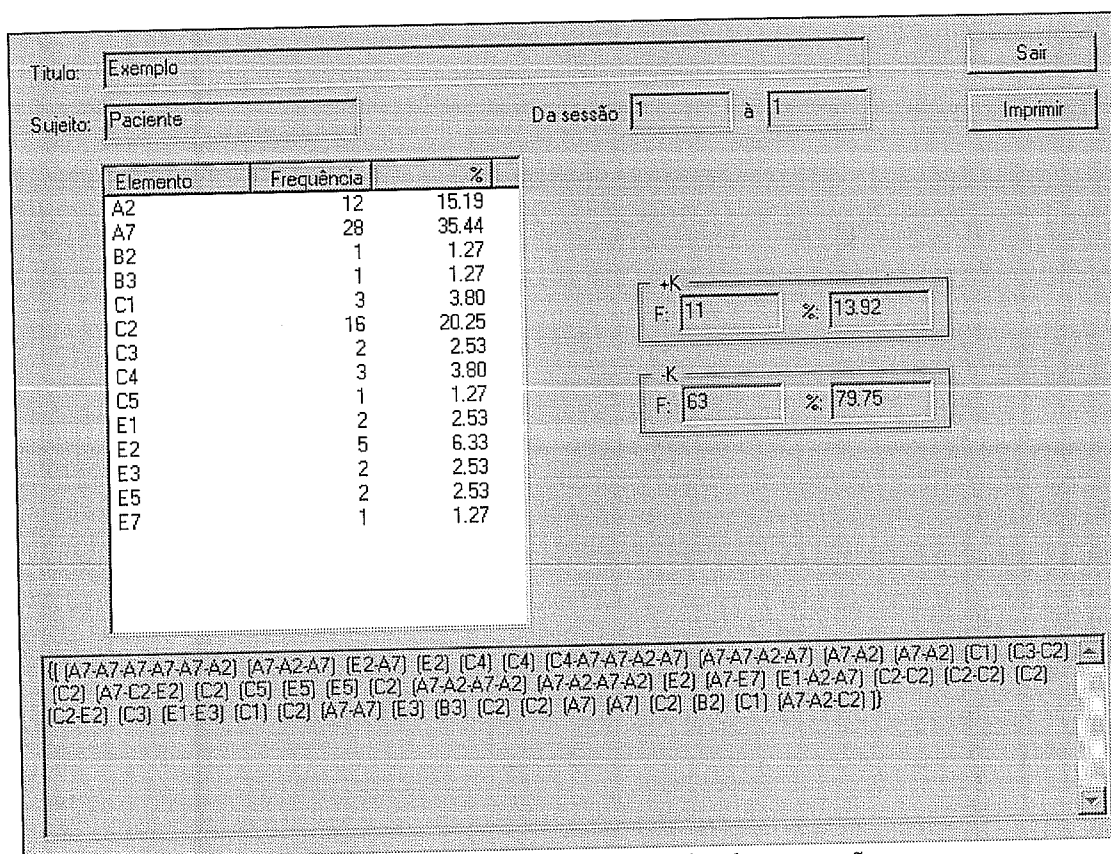 Título: Exemplo Sair
Sujeito: Paciente Da sessão 1 à 1 Imprimir
Elemento Frequência %
A2 12 15.19
A7 28 35.44
B2 1 1.27
B3 1 1.27
C1 3 3.80
C2 16 20.25
C3 2 2.53
C4 3 3.80
C5 1 1.27
E1 2 2.53
E2 5 6.33
E3 2 2.53
E5 2 2.53
E7 1 1.27
+K
F: 11 %: 13.92
-K
F: 63 %: 79.75
{[ (A7-A7-A7-A7-A7-A2) (A7-A2-A7) (E2-A7) (E2) (C4) (C4) (C4-A7-A7-A2-A7) (A7-A7-A2-A7) (A7-A2) (A7-A2) (C1) (C3-C2)
(C2) (A7-C2-E2) (C2) (C5) (E5) (E5) (C2) (A7-A2-A7-A2) (A7-A2-A7-A2) (E2) (A7-E7) (E1-A2-A7) (C2-C2) (C2-C2) (C2)
(C2-E2) (C3) (E1-E3) (C1) (C2) (A7-A7) (E3) (B3) (C2) (C2) (A7) (A7) (C2) (B2) (C1) (A7-A2-C2) ]}